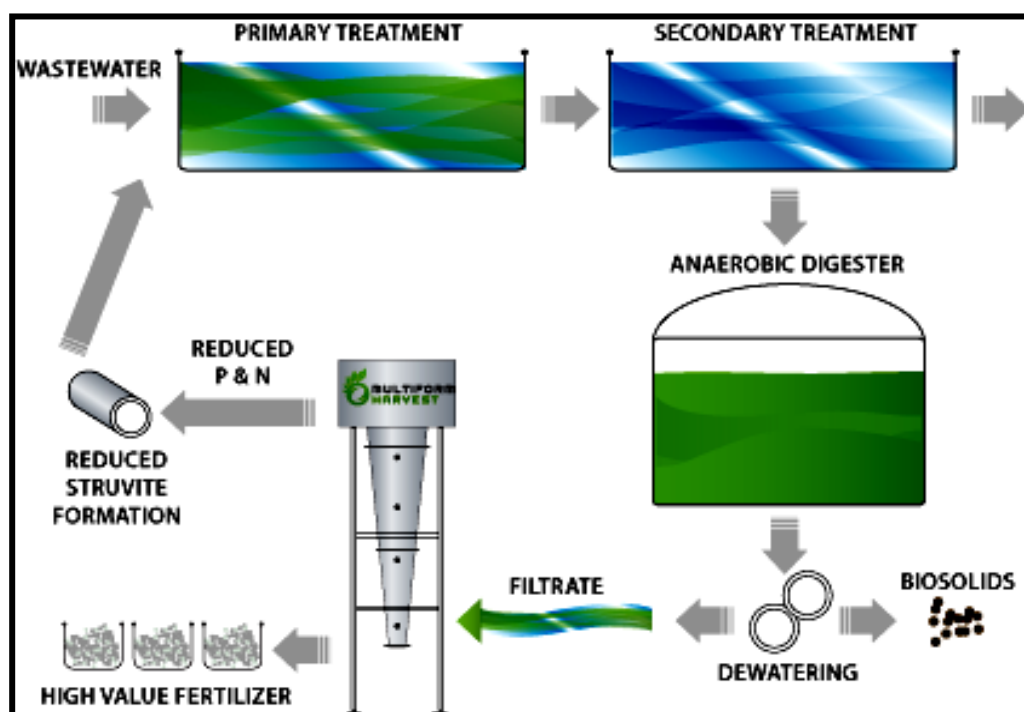 PRIMARY TREATMENT
SECONDARY TREATMENT
WASTEWATER
ANAEROBIC DIGESTER
REDUCED
P & N
MULTIFORM
HARVEST
REDUCED
STRUVITE
FORMATION
FILTRATE
BIOSOLIDS
DEWATERING
HIGH VALUE FERTILIZER